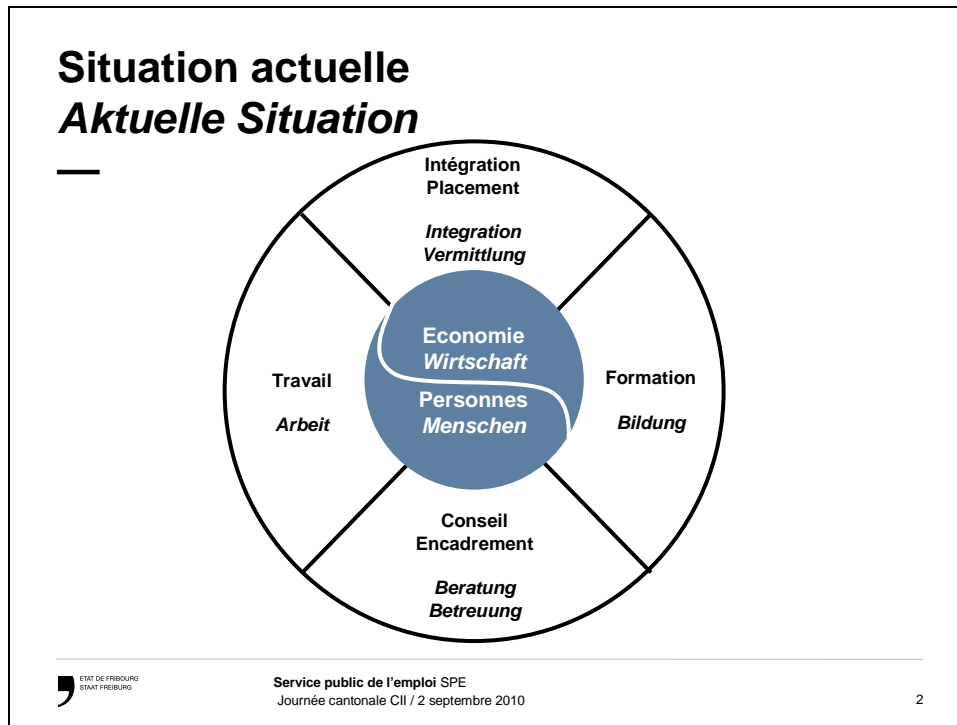 Situation actuelle
Aktuelle Situation
Intégration
Placement
Integration
Vermittlung
Economie
Wirtschaft
Personnes
Menschen
Travail
Arbeit
Formation
Bildung
Conseil
Encadrement
Beratung
Betreuung
ETAT DE FRIBOURG
STAAT FREIBURG
Service public de l'emploi SPE
Journée cantonale CII / 2 septembre 2010
2